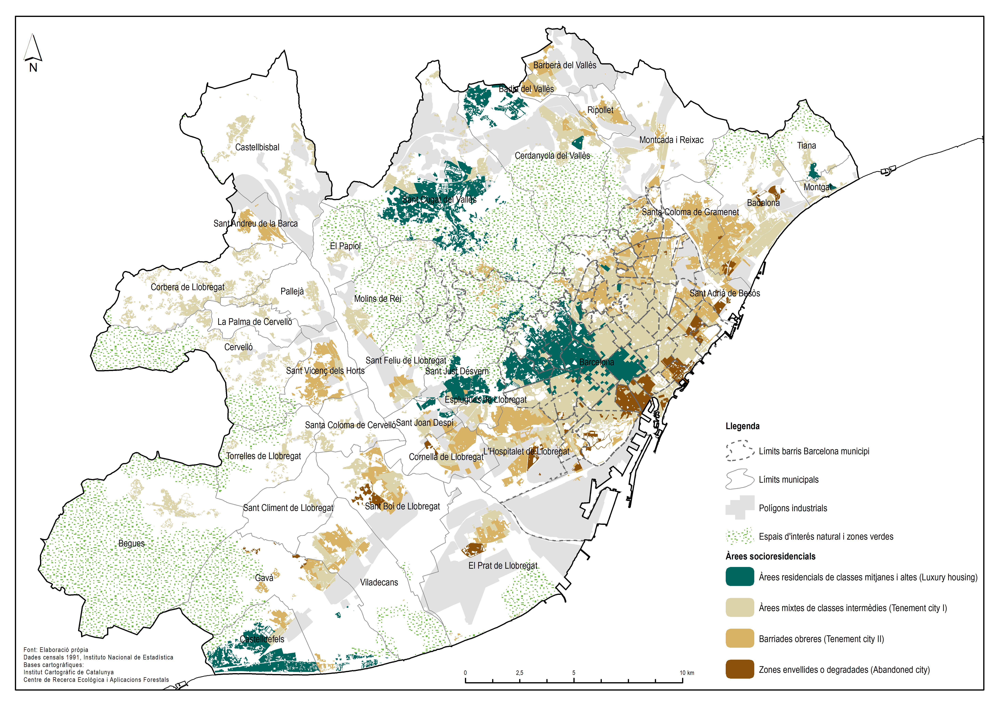 N
Barberà del Vallès
Badia del Vallès
Ripollet
Montcada i Reixac
Castellbisbal
Cerdanyola del Vallès
Tiana
Montgat
Badalona
Sant Cugat del Vallès
Santa Coloma de Gramenet
Sant Andreu de la Barca
El Papiol
Corbera de Llobregat
Pallejà
Molins de Rei
Sant Adrià de Besòs
La Palma de Cervelló
Cervelló
Sant Feliu de Llobregat
Barcelona
Sant Vicenç dels Horts
Sant Just Desvern
Esplugues de Llobregat
Santa Coloma de Cervelló
Sant Joan Despí
L'Hospitalet de Llobregat
Torrelles de Llobregat
Cornellà de Llobregat
Sant Climent de Llobregat
Sant Boi de Llobregat
Begues
El Prat de Llobregat
Gavà
Viladecans
Castelldefels
Llegenda
Límits barris Barcelona municipi
Límits municipals
Polígons industrials
Espais d'interés natural i zones verdes
Àrees socioresidencials
Àrees residencials de classes mitjanes i altes (Luxury housing)
Àrees mixtes de classes intermèdies (Tenement city I)
Barriades obreres (Tenement city II)
Zones envellides o degradades (Abandoned city)
Font: Elaboració pròpia
Dades censals 1991, Instituto Nacional de Estadística
Bases cartogràfiques:
Institut Cartogràfic de Catalunya
Centre de Recerca Ecològica i Aplicacions Forestals
0 2,5 5 10 km